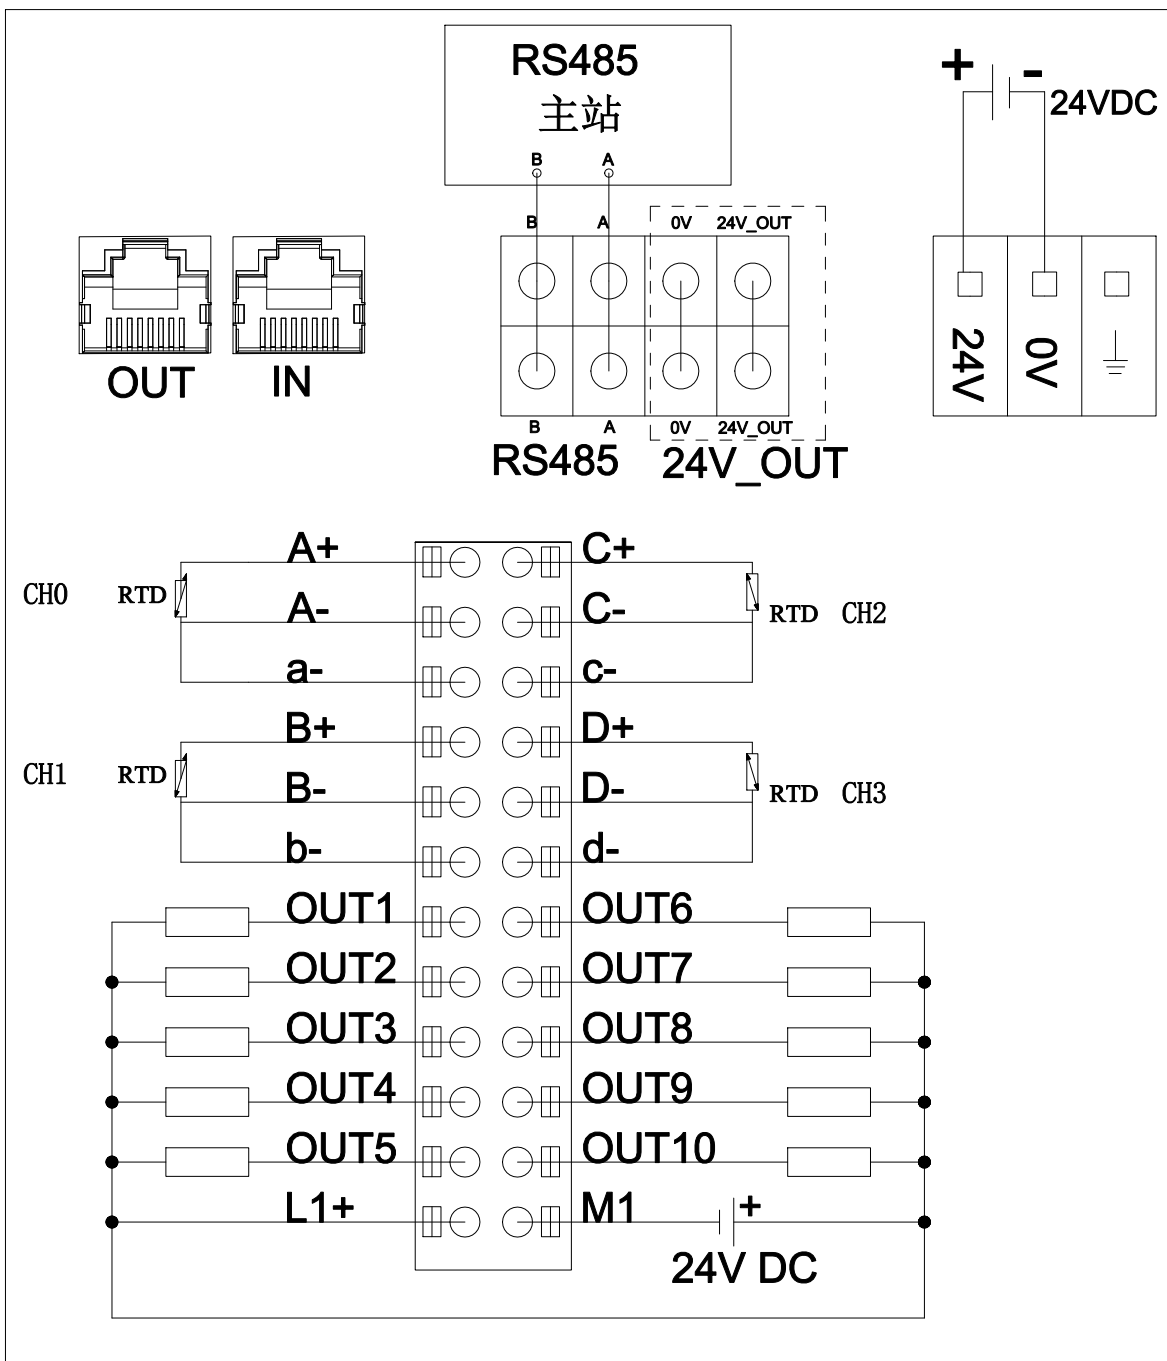 RS485
主站
B A
+ -
24VDC
B A 0V 24V_OUT
OUT IN
24V 0V
B A 0V 24V_OUT
RS485 24V_OUT
A+ C+
CH0 RTD
A- C-
RTD CH2
a- c-
B+ D+
CH1 RTD
B- D-
RTD CH3
b- d-
OUT1 OUT6
OUT2 OUT7
OUT3 OUT8
OUT4 OUT9
OUT5 OUT10
L1+ M1 +
24V DC